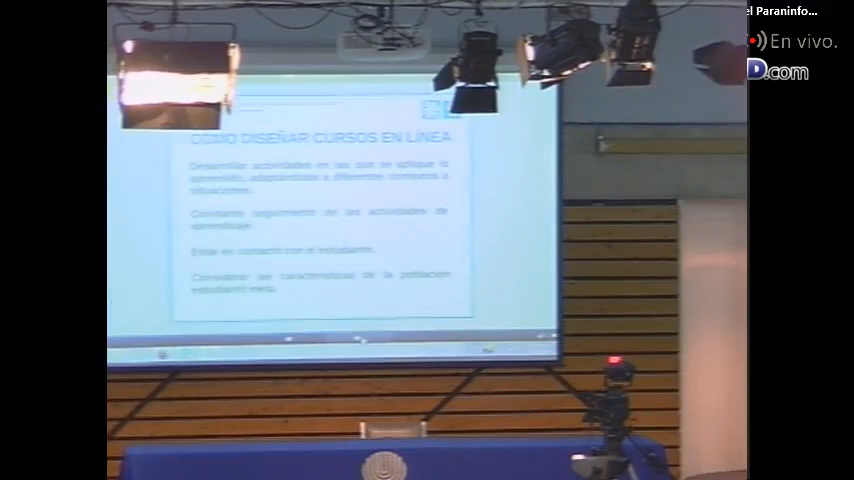 el Paraninfo...
En vivo.
D.com
COMO DISEÑAR CURSOS EN LÍNEA
Desarrollar actividades en las que se aplique lo
aprendido, adaptándolas a diferentes contextos o
situaciones.
Constante seguimiento de las actividades de
aprendizaje.
Estar en contacto con el estudiante.
Considerar las características de la población
estudiantil meta.